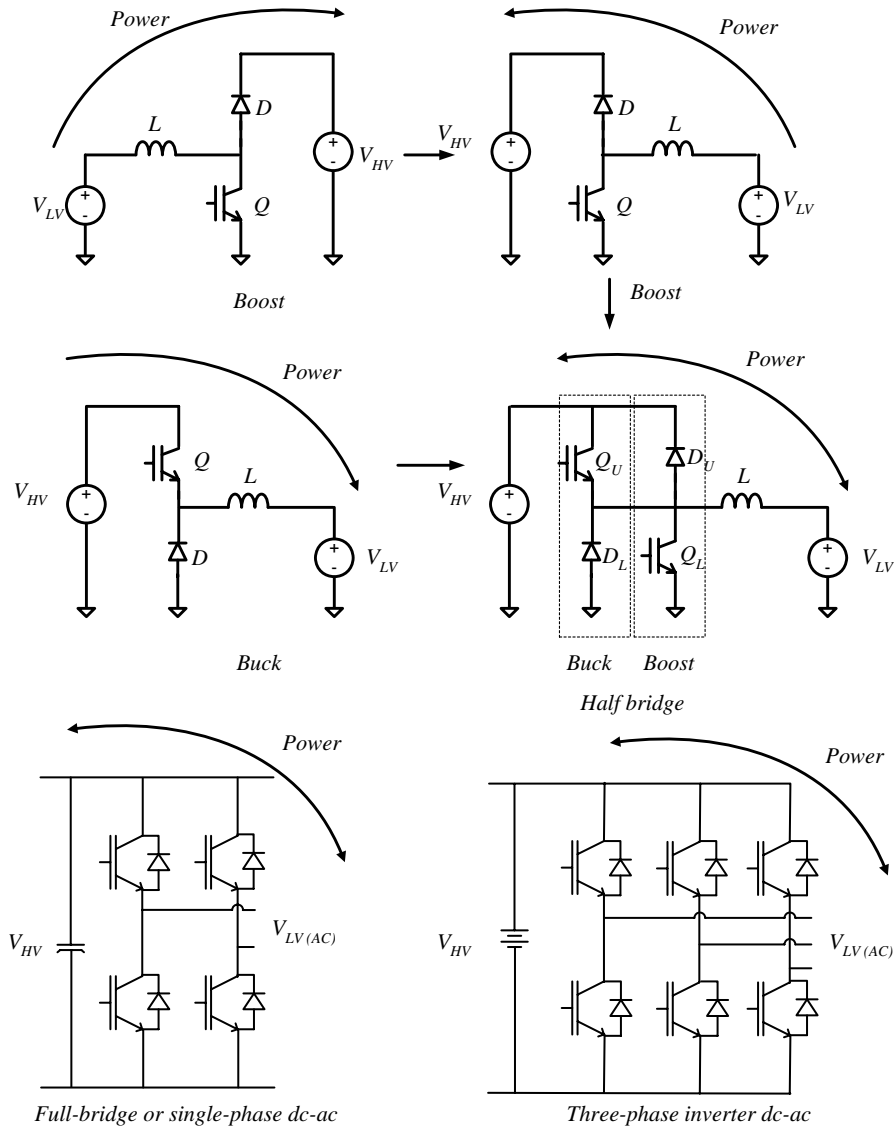 Power
L
D
V_HV
V_LV
+
-
+
-
Q
Boost
Power
V_HV
D
L
+
-
+
-
Q
V_LV
Boost
Power
V_HV
+
-
Q
L
D
+
-
V_LV
Buck
Power
V_HV
+
-
Q_U
D_U
L
D_L
Q_L
+
-
V_LV
Buck
Boost
Half bridge
Power
V_HV
V_LV (AC)
Full-bridge or single-phase dc-ac
Power
V_HV
V_LV (AC)
Three-phase inverter dc-ac